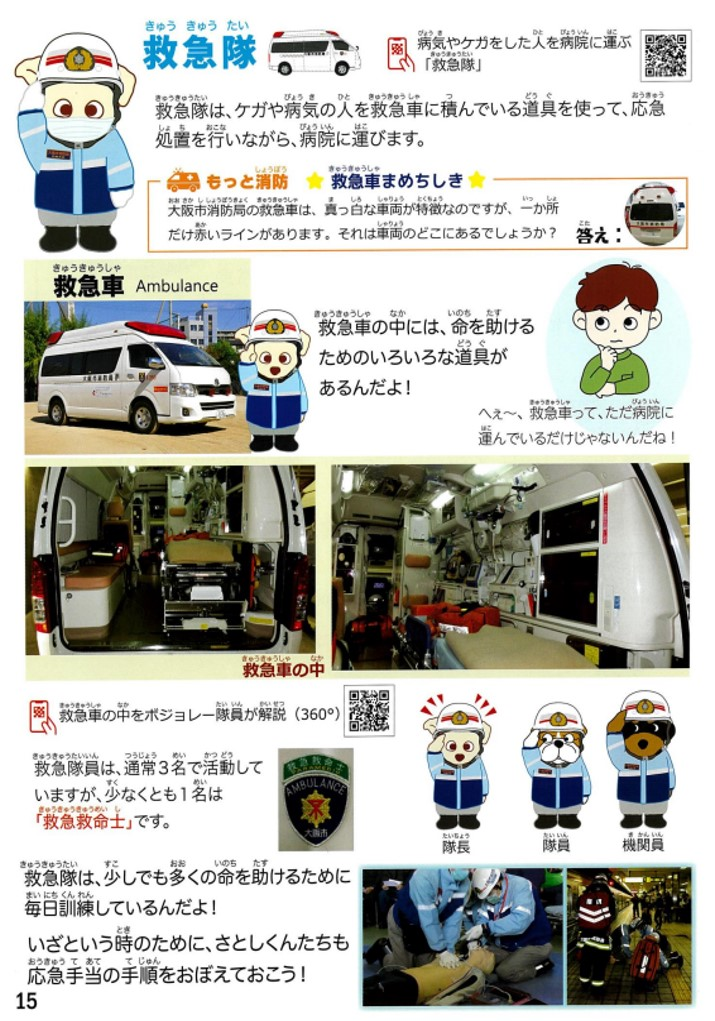 救急隊
病気やケガをした人を病院に運ぶ
「救急隊」
救急隊は、ケガや病気の人を救急車に積んでいる道具を使って、応急
処置を行いながら、病院に運びます。
もっと消防 救急車まめちしき
大阪市消防局の救急車は、真っ白な車両が特徴なのですが、一か所
だけ赤いラインがあります。それは車両のどこにあるでしょうか？ 答え：
救急車 Ambulance
救急車の中には、命を助ける
ためのいろいろな道具が
あるんだよ！
へぇ～、救急車って、ただ病院に
運んでいるだけじゃないんだね！
救急車の中
救急車の中をポジョレー隊員が解説（360°）
救急隊員は、通常３名で活動して
いますが、少なくとも１名は
「救急救命士」です。
救急救命士
AMBULANCE
大阪市
隊長
隊員
機関員
救急隊は、少しでも多くの命を助けるために
毎日訓練しているんだよ！
いざという時のために、さとしくんたちも
応急手当の手順をおぼえておこう！
15